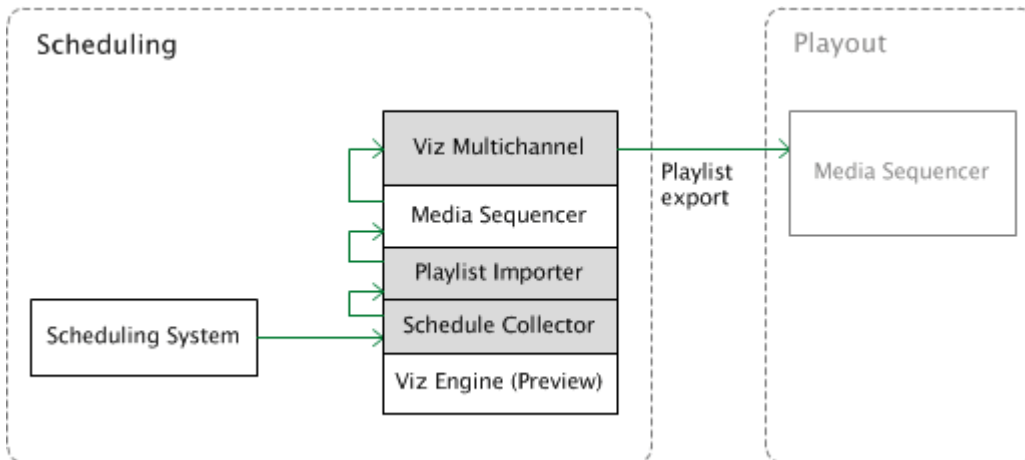 Scheduling
Playout
Viz Multichannel
Media Sequencer
Playlist Importer
Schedule Collector
Viz Engine (Preview)
Scheduling System
Playlist
export
Media Sequencer